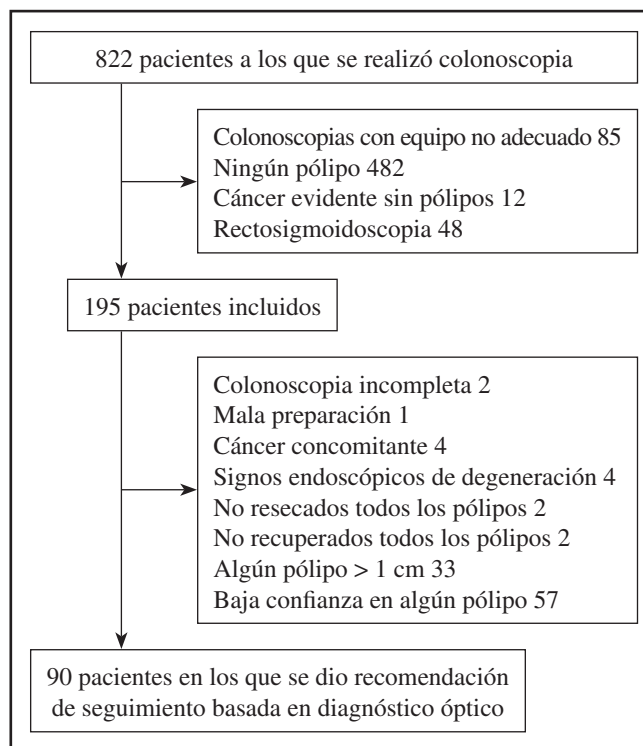 822 pacientes a los que se realizó colonoscopia
Colonoscopias con equipo no adecuado 85
Ningún pólipo 482
Cáncer evidente sin pólipos 12
Rectosigmoidoscopia 48
195 pacientes incluidos
Colonoscopia incompleta 2
Mala preparación 1
Cáncer concomitante 4
Signos endoscópicos de degeneración 4
No resecados todos los pólipos 2
No recuperados todos los pólipos 2
Algún pólipo > 1 cm 33
Baja confianza en algún pólipo 57
90 pacientes en los que se dio recomendación
de seguimiento basada en diagnóstico óptico